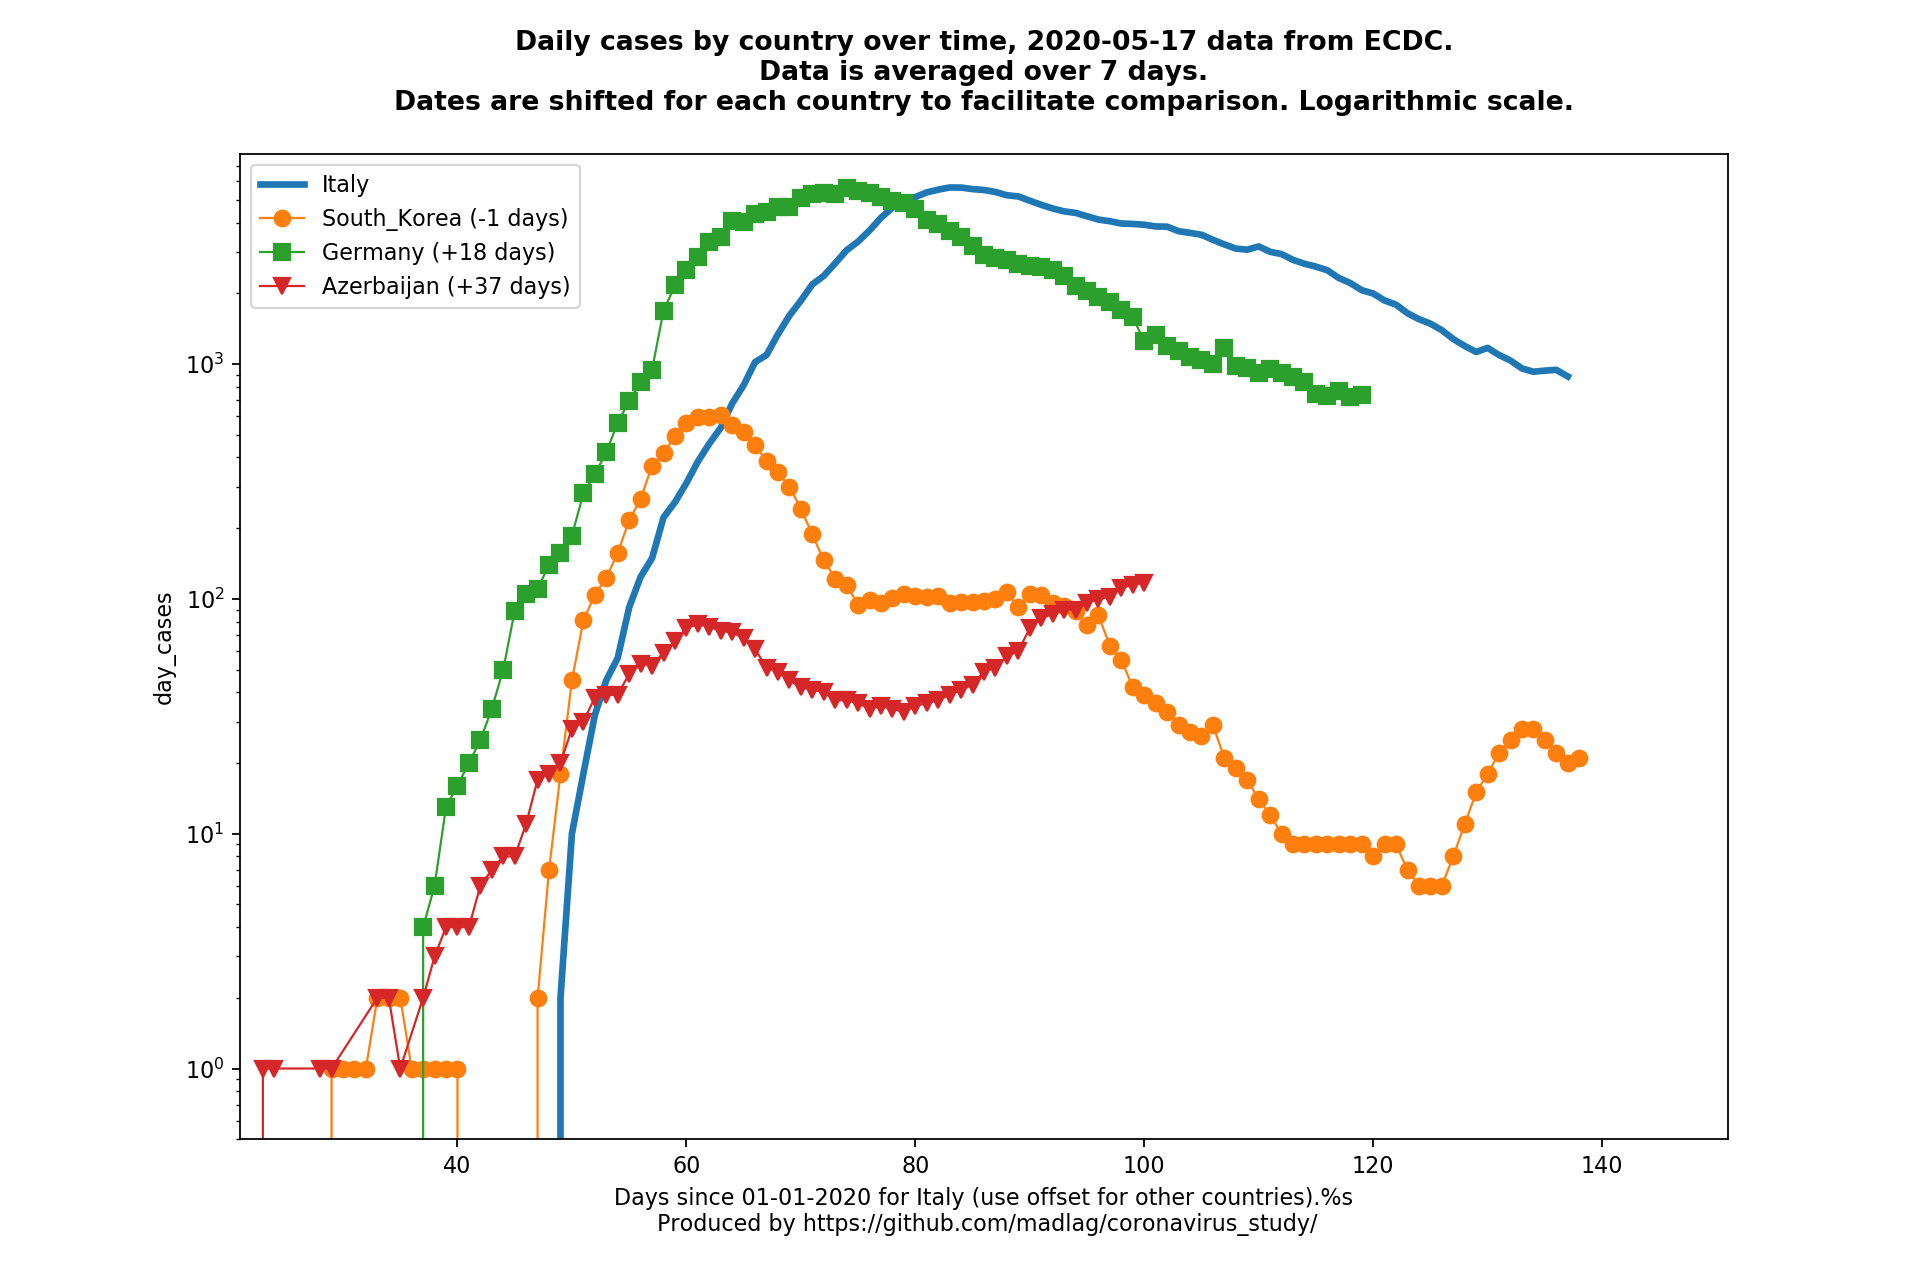 Daily cases by country over time, 2020-05-17 data from ECDC.
Data is averaged over 7 days.
Dates are shifted for each country to facilitate comparison. Logarithmic scale.
Italy
South_Korea (-1 days)
Germany (+18 days)
Azerbaijan (+37 days)
day_cases
10³
10²
10¹
10⁰
40 60 80 100 120 140
Days since 01-01-2020 for Italy (use offset for other countries).%s
Produced by https://github.com/madlag/coronavirus_study/